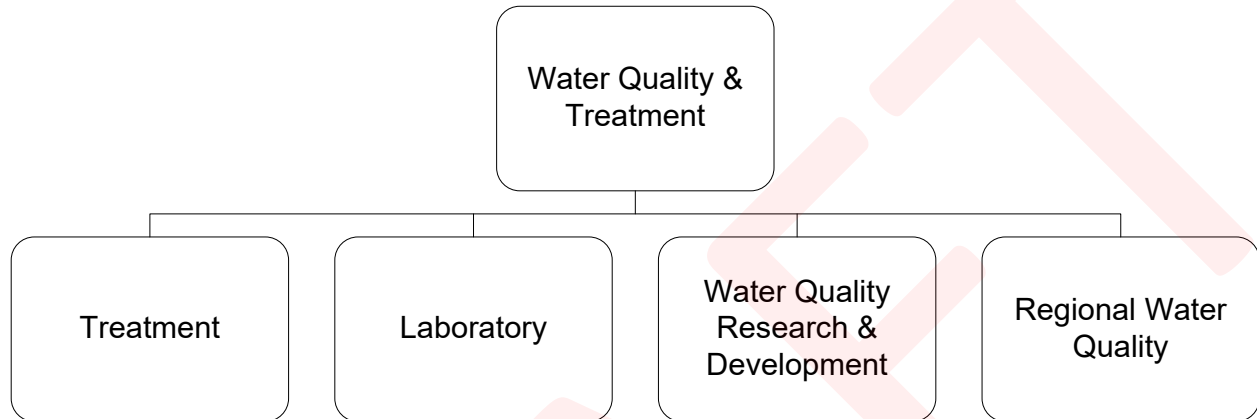 Water Quality &
Treatment
Treatment
Laboratory
Water Quality
Research &
Development
Regional Water
Quality